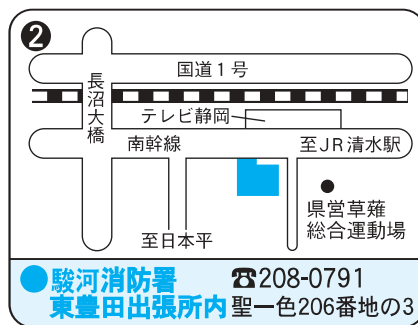 ❷
国道1号
長沼大橋
テレビ静岡
南幹線
至JR清水駅
県営草薙
総合運動場
至日本平
●駿河消防署 ☎208-0791
東豊田出張所内 聖一色206番地の3